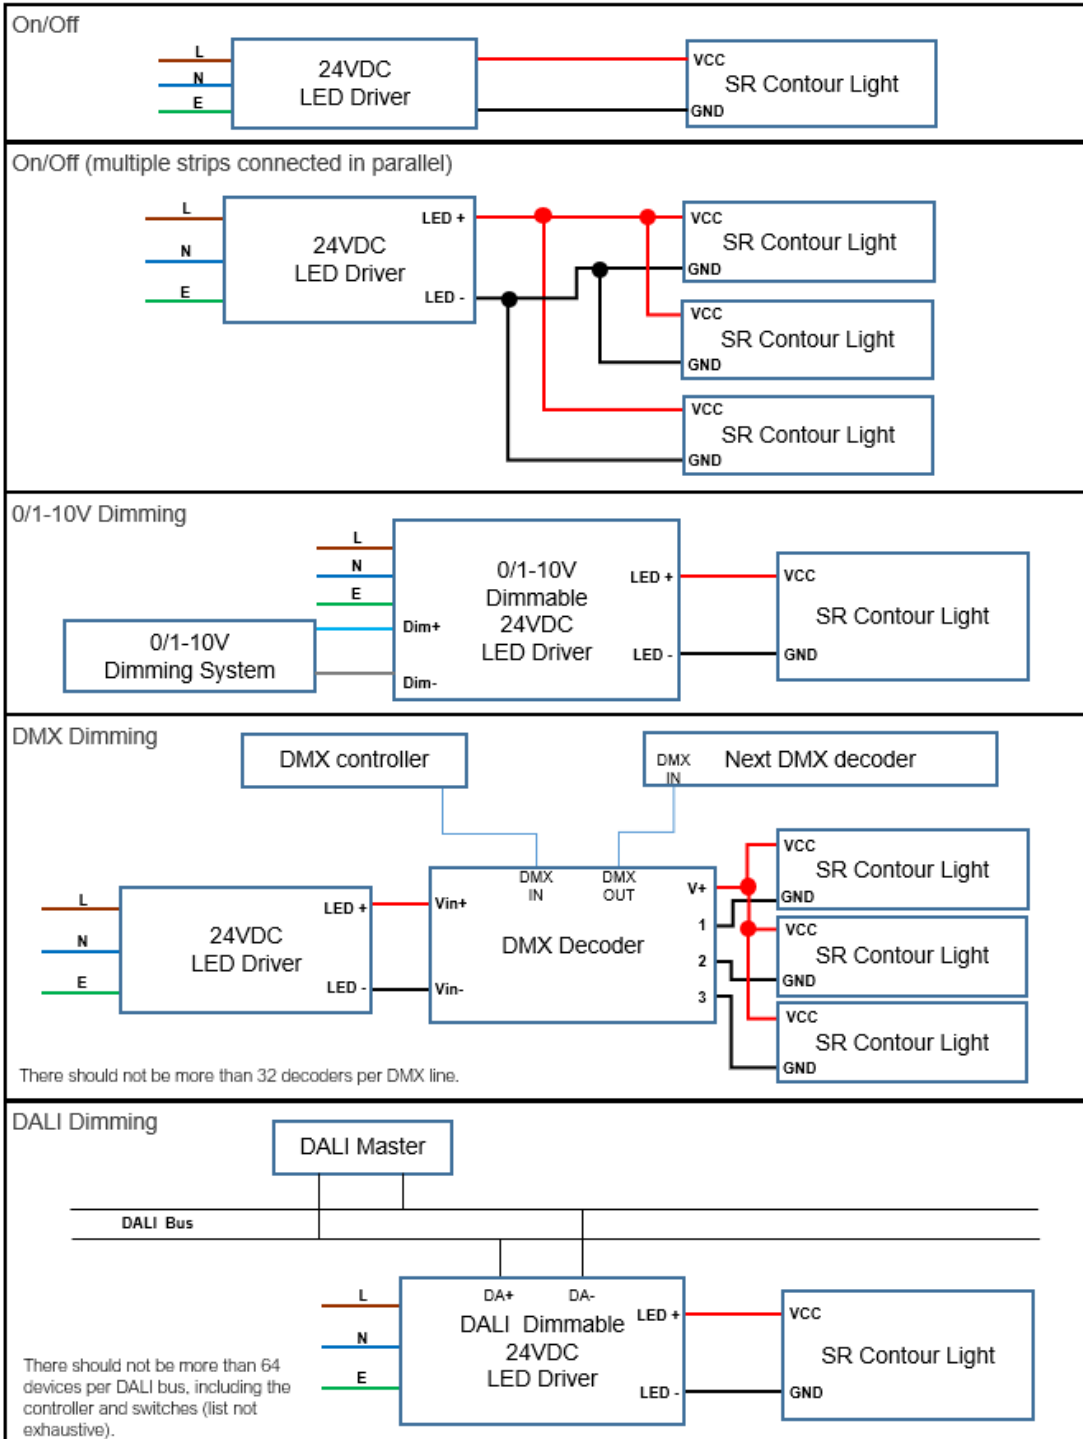 On/Off
L
N
E
24VDC
LED Driver
VCC
SR Contour Light
GND
On/Off (multiple strips connected in parallel)
L
N
E
24VDC
LED Driver
LED +
LED -
VCC
SR Contour Light
GND
VCC
SR Contour Light
GND
VCC
SR Contour Light
GND
0/1-10V Dimming
L
N
E
0/1-10V
Dimming System
Dim+
Dim-
0/1-10V
Dimmable
24VDC
LED Driver
LED +
LED -
VCC
SR Contour Light
GND
DMX Dimming
DMX controller
DMX
IN
Next DMX decoder
L
N
E
24VDC
LED Driver
LED +
LED -
Vin+
Vin-
DMX
IN
DMX
OUT
DMX Decoder
V+
1
2
3
VCC
SR Contour Light
GND
VCC
SR Contour Light
GND
VCC
SR Contour Light
GND
There should not be more than 32 decoders per DMX line.
DALI Dimming
DALI Master
DALI Bus
L
N
E
DA+
DA-
DALI Dimmable
24VDC
LED Driver
LED +
LED -
VCC
SR Contour Light
GND
There should not be more than 64
devices per DALI bus, including the
controller and switches (list not
exhaustive).